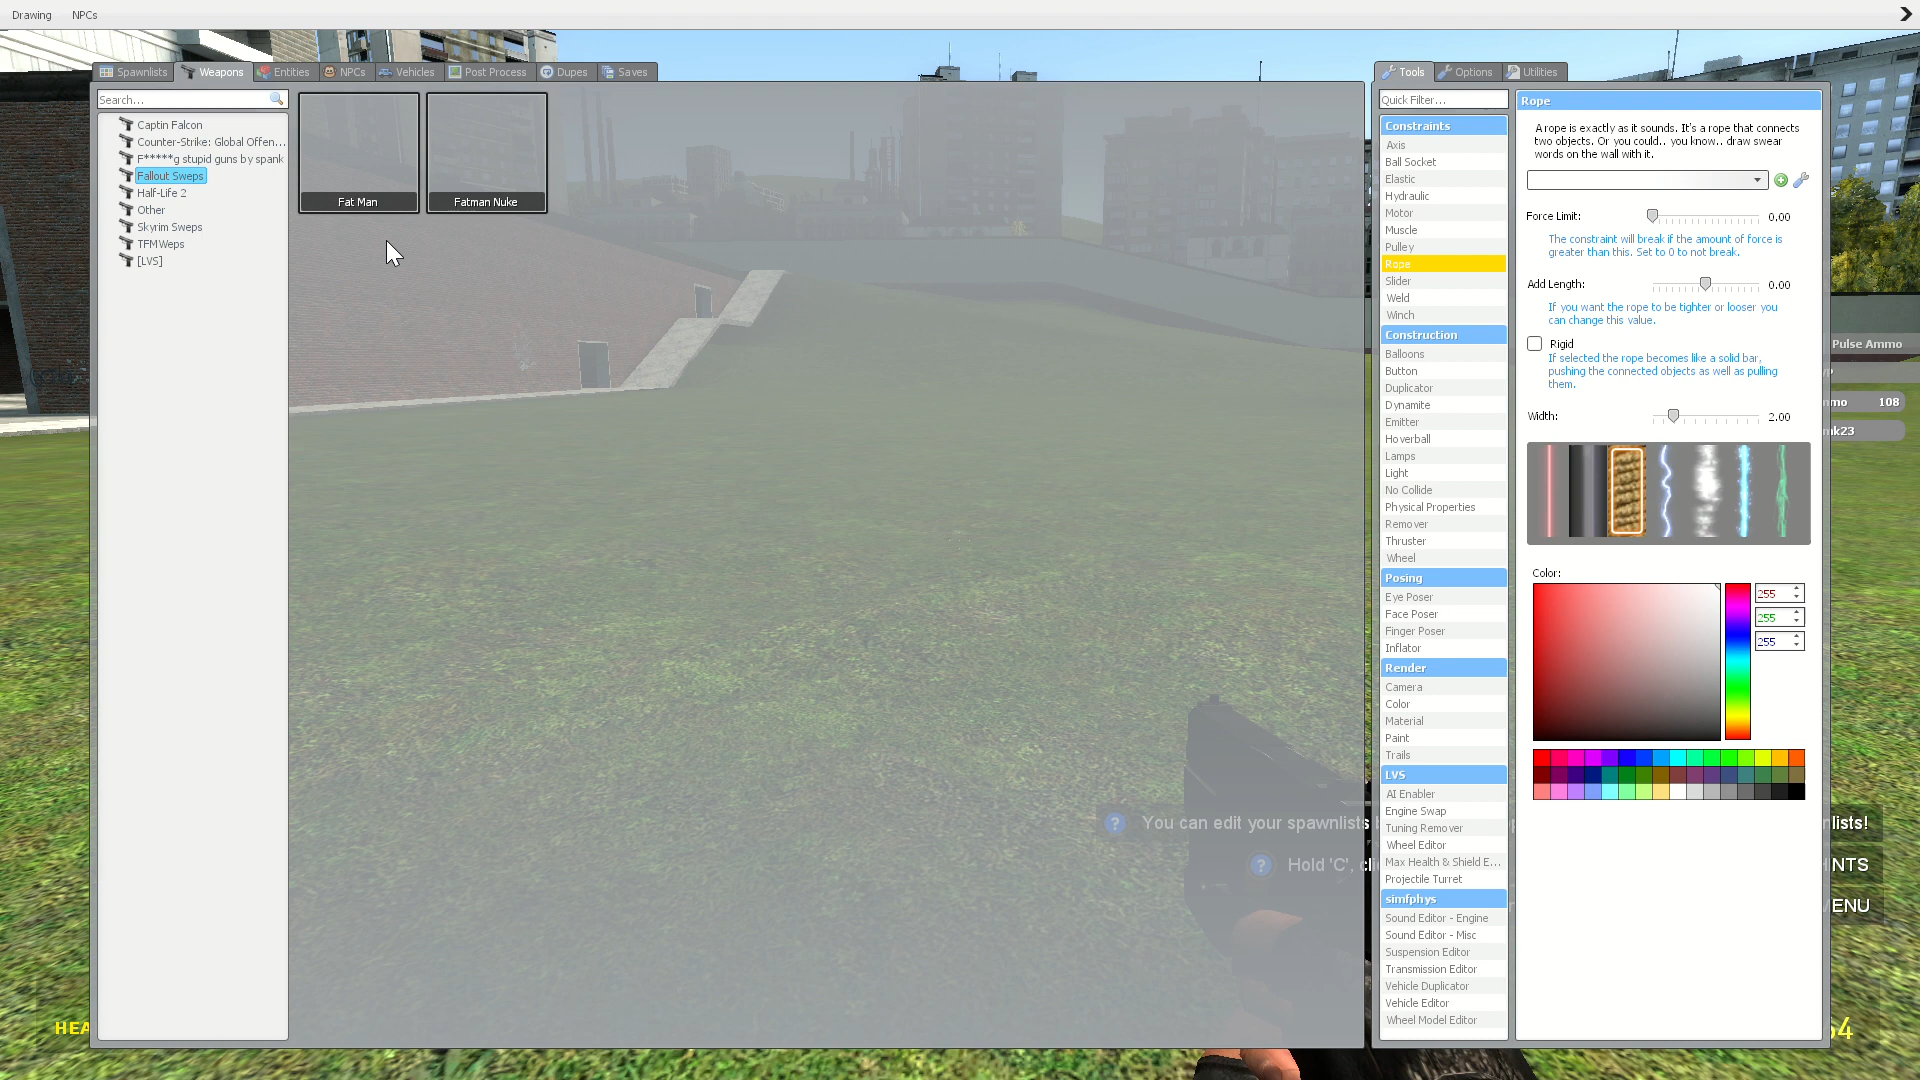 Drawing NPCs
Spawnlists Weapons Entities NPCs Vehicles Post Process Dupes Saves
Search...
Captin Falcon
Counter-Strike: Global Offen...
F*****g stupid guns by spank
Fallout Sweps
Half-Life 2
Other
Skyrim Sweps
TFMWeps
[LVS]
Fat Man
Fatman Nuke
Tools Options Utilities
Quick Filter...
Constraints
Axis
Ball Socket
Elastic
Hydraulic
Motor
Muscle
Pulley
Rope
Slider
Weld
Winch
Construction
Balloons
Button
Duplicator
Dynamite
Emitter
Hoverball
Lamps
Light
No Collide
Physical Properties
Remover
Thruster
Wheel
Posing
Eye Poser
Face Poser
Finger Poser
Inflator
Render
Camera
Color
Material
Paint
Trails
LVS
AI Enabler
Engine Swap
Tuning Remover
Wheel Editor
Max Health & Shield E...
Projectile Turret
simfphys
Sound Editor - Engine
Sound Editor - Misc
Suspension Editor
Transmission Editor
Vehicle Duplicator
Vehicle Editor
Wheel Model Editor
Rope
A rope is exactly as it sounds. It's a rope that connects
two objects. Or you could.. you know.. draw swear
words on the wall with it.
Force Limit: 0.00
The constraint will break if the amount of force is
greater than this. Set to 0 to not break.
Add Length: 0.00
If you want the rope to be tighter or looser you
can change this value.
Rigid
If selected the rope becomes like a solid bar,
pushing the connected objects as well as pulling
them.
Width: 2.00
Color:
255
255
255
Pulse Ammo
mo 108
k23
You can edit your spawnlists
lists!
Hold 'C', cli
INTS
ENU
HEA
64